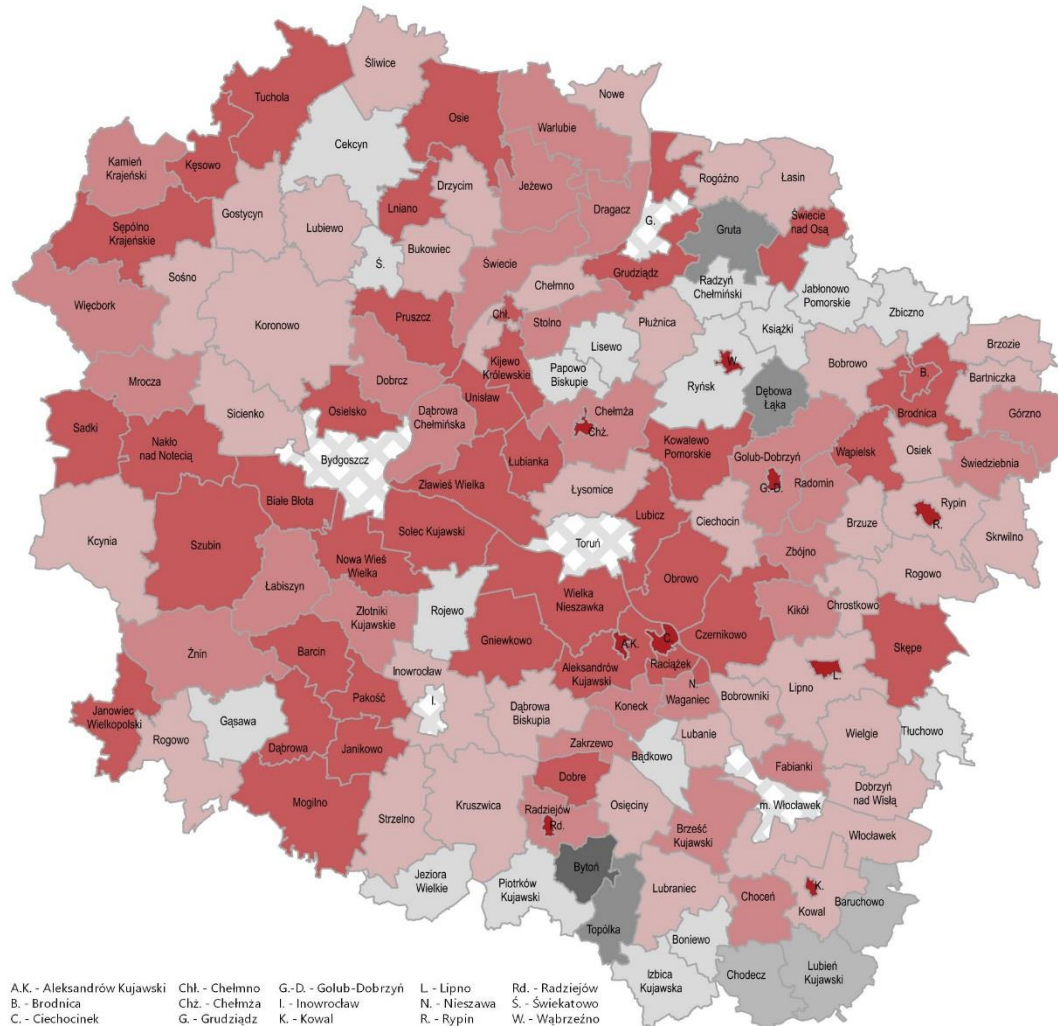 Śliwice
Tuchola
Osie
Nowe
Warlubie
Cekcyn
Kamień
Krajeński
Kęsowo
Rogóźno
Łasin
Drzycim
Jeżewo
Lniano
Dragacz
Gostycyn
Lubiewo
Sępólno
Krajeńskie
G.
Gruta
Świecie
nad Osą
Bukowiec
Ś.
Świecie
Sośno
Grudziądz
Radzyń
Chełmiński
Jabłonowo
Pomorskie
Zbiczno
Więcbork
Chełmno
Koronowo
Chł.
Stolno
Płużnica
Książki
Pruszcz
Lisewo
Brzozie
Kijewo
Królewskie
Papowo
Biskupie
W.
Ryńsk
Bobrowo
B.
Bartniczka
Mrocza
Dobrcz
Dębowa
Łąka
Brodnica
Sicienko
Osielsko
Unisław
Chełmża
Górzno
Dąbrowa
Chełmińska
Chż.
Sadki
Nakło
nad Notecią
Kowalewo
Pomorskie
Golub-Dobrzyń
Wąpielsk
Osiek
Bydgoszcz
Łubianka
Świedziebnia
Zławieś Wielka
G.-D.
Radomin
Białe Błota
Łysomice
Rypin
R.
Lubicz
Ciechocin
Brzuze
Kcynia
Solec Kujawski
Toruń
Skrwilno
Szubin
Zbójno
Nowa Wieś
Wielka
Rogowo
Łabiszyn
Obrowo
Wielka
Nieszawka
Kikół
Chrostkowo
Złotniki
Kujawskie
Rojewo
Gniewkowo
A.K.
C.
Czernikowo
Skępe
Żnin
Barcin
Aleksandrów
Kujawski
Raciążek
L.
Inowrocław
Lipno
N.
Janowiec
Wielkopolski
Pakość
I.
Koneck
Waganiec
Bobrowniki
Gąsawa
Dąbrowa
Biskupia
Rogowo
Lubanie
Wielgie
Tłuchowo
Dąbrowa
Janikowo
Zakrzewo
Bądkowo
Fabianki
Dobre
Dobrzyń
nad Wisłą
Mogilno
Kruszwica
Osięciny
m. Włocławek
Strzelno
Radziejów
Rd.
Brześć
Kujawski
Włocławek
Bytoń
Jeziora
Wielkie
Piotrków
Kujawski
Lubraniec
K.
Choceń
Kowal
Baruchowo
Topólka
Boniewo
Izbica
Kujawska
Chodecz
Lubień
Kujawski
A.K. - Aleksandrów Kujawski Chł. - Chełmno G.-D. - Golub-Dobrzyń L. - Lipno Rd. - Radziejów
B. - Brodnica Chż. - Chełmża I. - Inowrocław N. - Nieszawa Ś. - Świekatowo
C. - Ciechocinek G. - Grudziądz K. - Kowal R. - Rypin W. - Wąbrzeźno